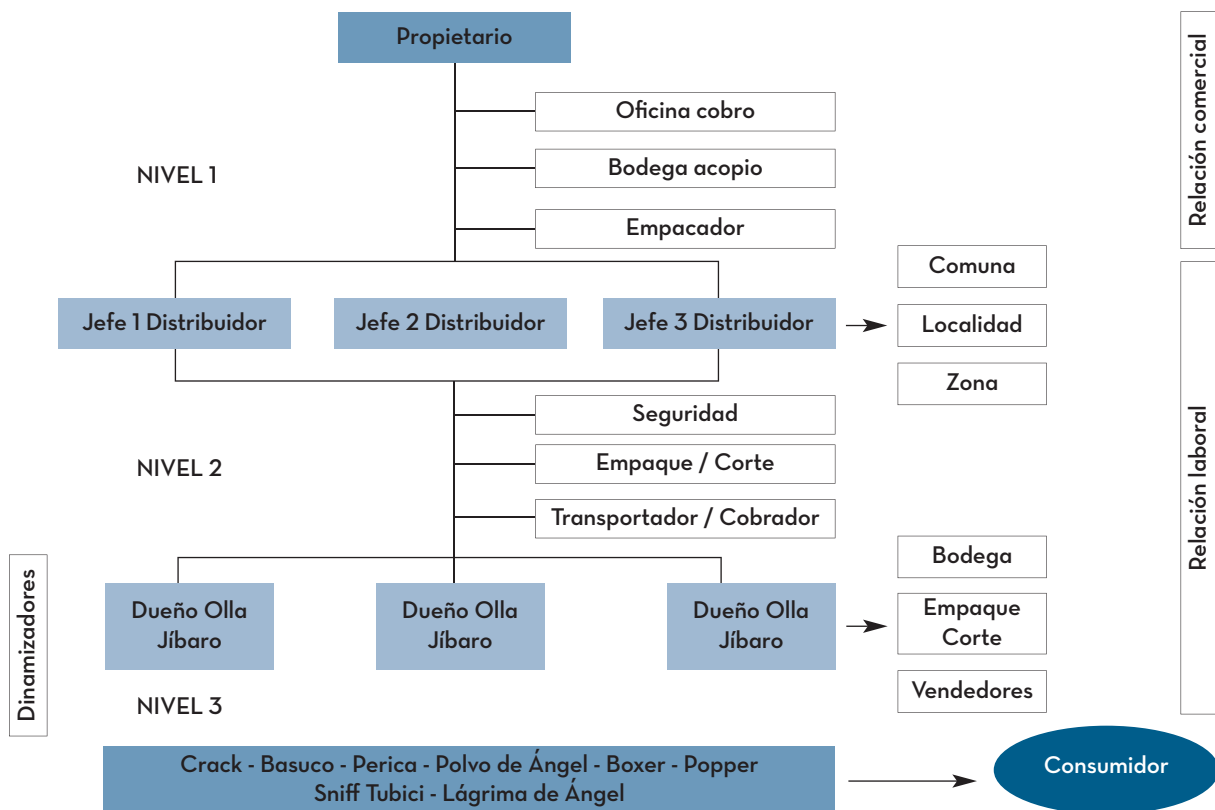 Propietario
Relación comercial
Oficina cobro
NIVEL 1
Bodega acopio
Empacador
Comuna
Jefe 1 Distribuidor
Jefe 2 Distribuidor
Jefe 3 Distribuidor
Localidad
Zona
Relación laboral
Seguridad
NIVEL 2
Empaque / Corte
Transportador / Cobrador
Dinamizadores
Dueño Olla
Jíbaro
Dueño Olla
Jíbaro
Dueño Olla
Jíbaro
Bodega
Empaque
Corte
Vendedores
NIVEL 3
Crack - Basuco - Perica - Polvo de Ángel - Boxer - Popper
Sniff Tubici - Lágrima de Ángel
Consumidor